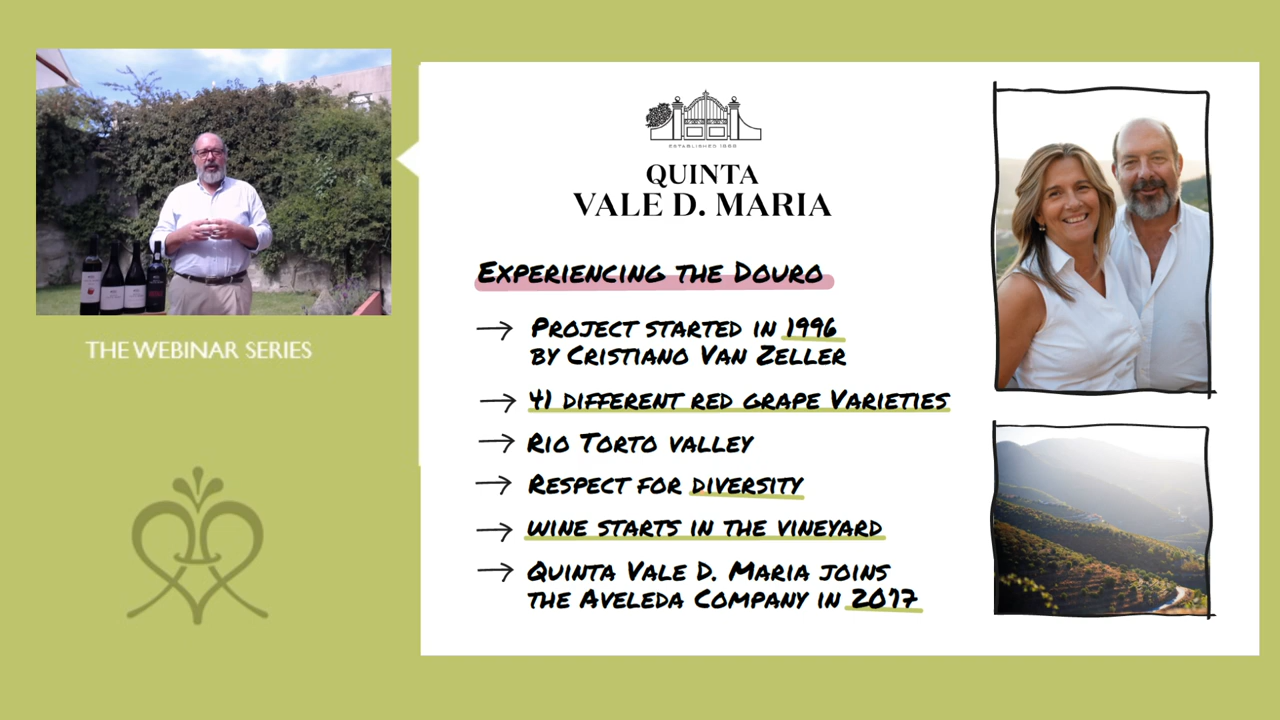 THE WEBINAR SERIES
ESTABLISHED 1868
QUINTA
VALE D. MARIA
EXPERIENCING THE DOURO
→ PROJECT STARTED IN 1996
BY CRISTIANO VAN ZELLER
→ 41 DIFFERENT RED GRAPE VARIETIES
→ RIO TORTO VALLEY
→ RESPECT FOR DIVERSITY
→ WINE STARTS IN THE VINEYARD
→ QUINTA VALE D. MARIA JOINS
THE AVELEDA COMPANY IN 2017